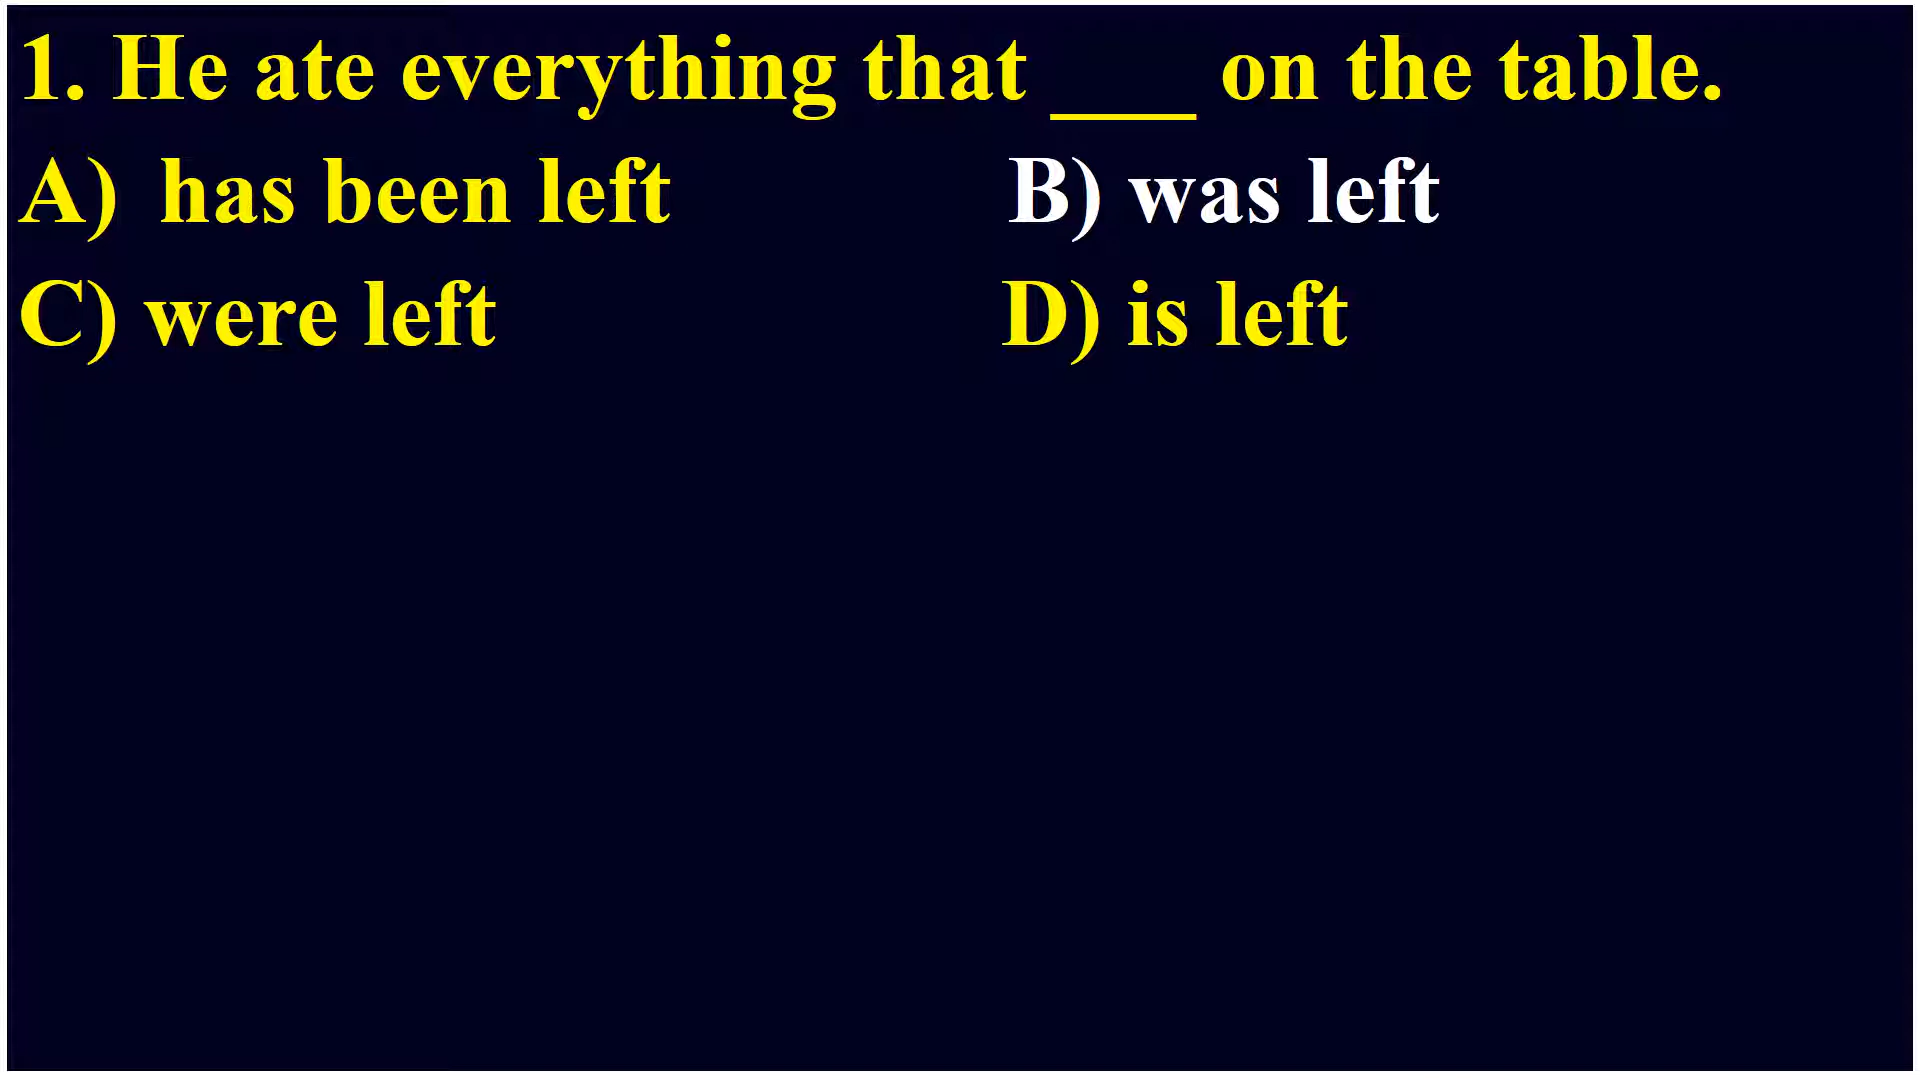 1. He ate everything that ___ on the table.
A) has been left B) was left
C) were left D) is left